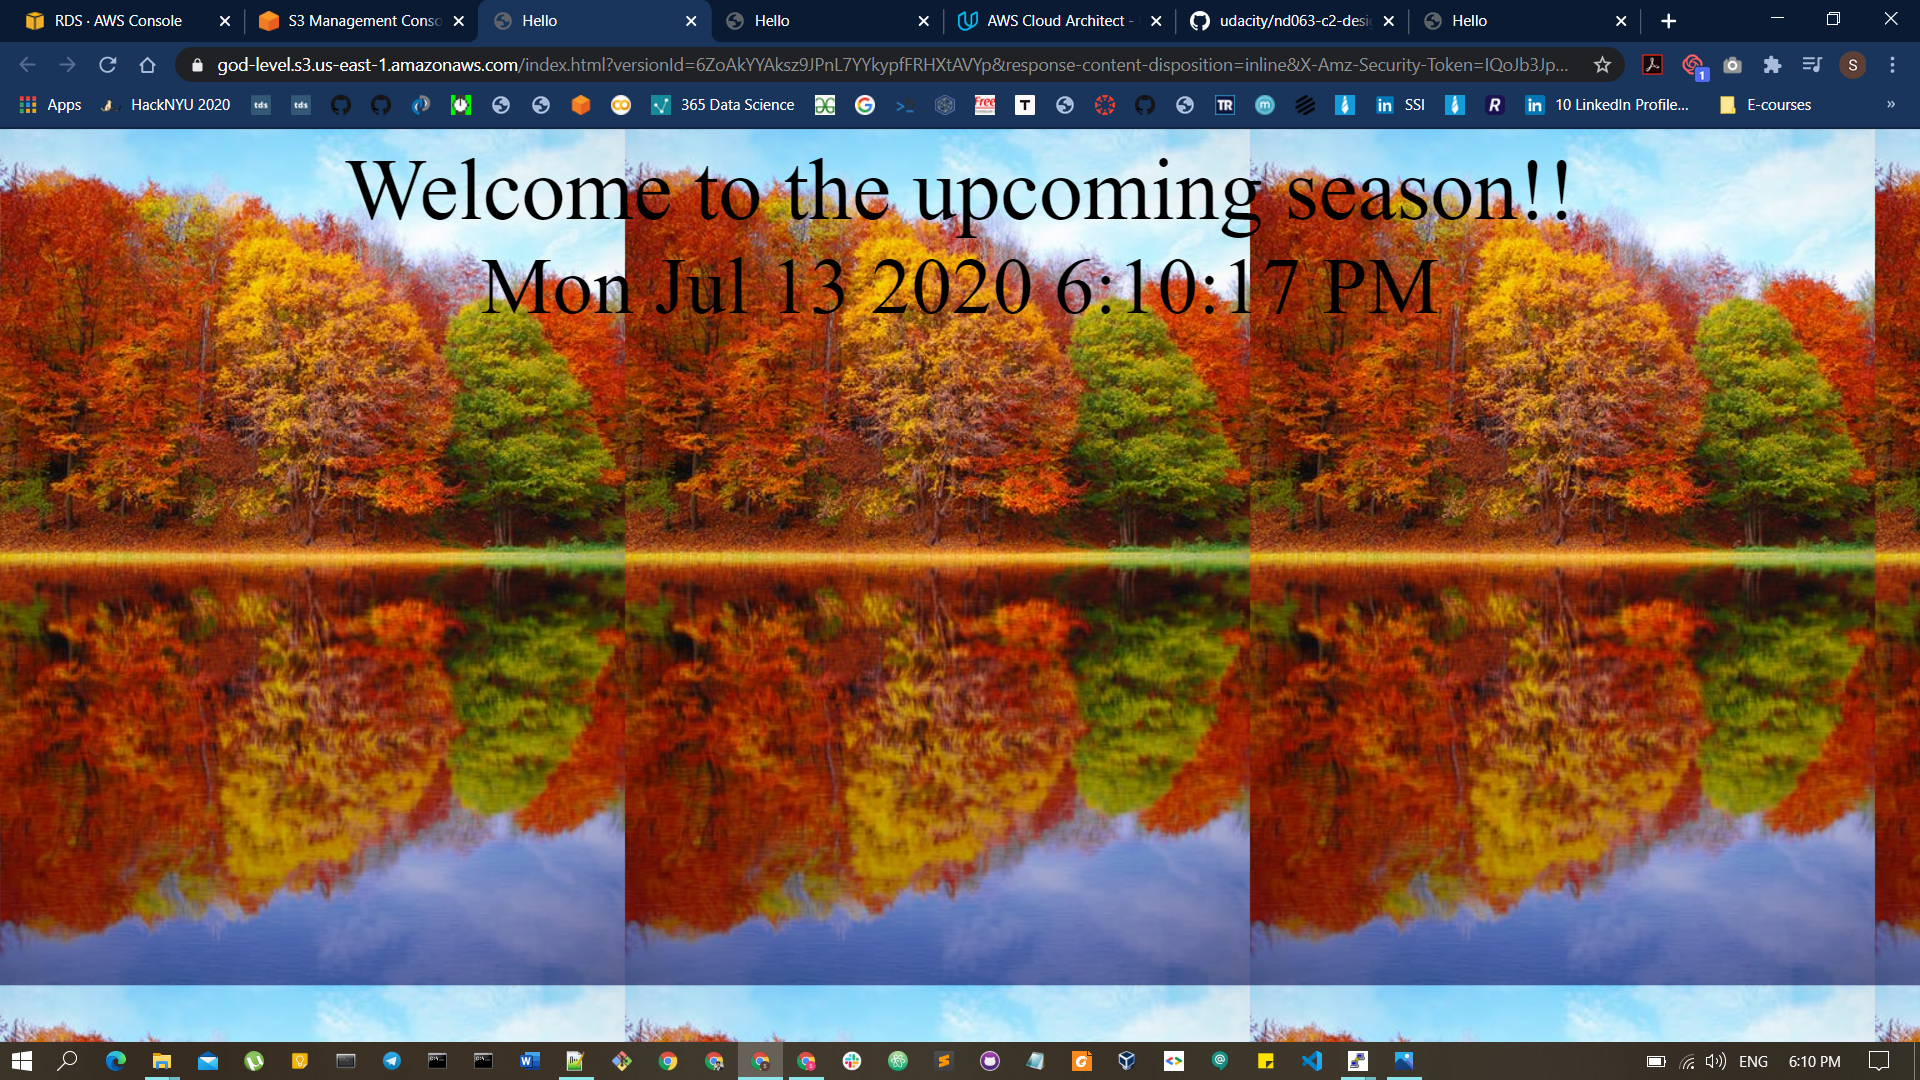 RDS · AWS Console
S3 Management Conso
Hello
Hello
AWS Cloud Architect -
udacity/nd063-c2-desi
Hello
god-level.s3.us-east-1.amazonaws.com/index.html?versionId=6ZoAkYYAksz9JPnL7YYkypfFRHXtAVYp&response-content-disposition=inline&X-Amz-Security-Token=IQoJb3Jp...
1
S
Apps
HackNYU 2020
tds
tds
365 Data Science
Free
T
TR
m
in SSI
R
in 10 LinkedIn Profile...
E-courses
»
Welcome to the upcoming season!!
Mon Jul 13 2020 6:10:17 PM
ENG
6:10 PM